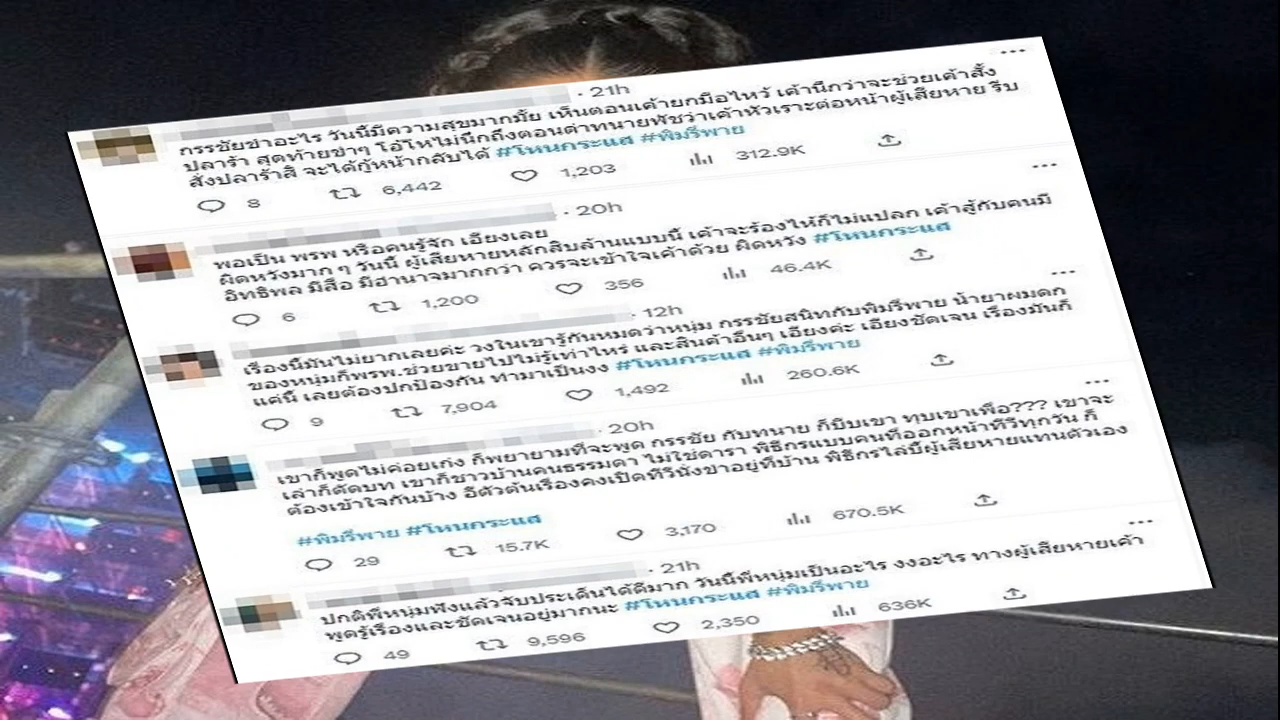 · 21h
กรรชัยขำอะไร วันนี้มีความสุขมากมั้ย เห็นตอนเค้ายกมือไหว้ เค้านึกว่าจะช่วยเค้าสั่ง
ปลาร้า สุดท้ายขำๆ โอ้โหไม่นึกถึงตอนด่าทนายพัชว่าเค้าหัวเราะต่อหน้าผู้เสียหาย รีบ
สั่งปลาร้าสิ จะได้กู้หน้ากลับได้ #โหนกระแส #พิมรี่พาย
8 6,442 1,203 312.9K
· 20h
พอเป็น พรพ หรือคนรู้จัก เอียงเลย
ผิดหวังมาก ๆ วันนี้ ผู้เสียหายหลักสิบล้านแบบนี้ เค้าจะร้องไห้ก็ไม่แปลก เค้าสู้กับคนมี
อิทธิพล มีสื่อ มีอำนาจมากกว่า ควรจะเข้าใจเค้าด้วย ผิดหวัง #โหนกระแส
6 1,200 356 46.4K
· 12h
เรื่องนี้มันไม่ยากเลยค่ะ วงในเขารู้กันหมดว่าหนุ่ม กรรชัยสนิทกับพิมรี่พาย น้ำยาผมดก
ของหนุ่มก็พรพ.ช่วยขายไปไม่รู้เท่าไหร่ และสินค้าอื่นๆ เอียงค่ะ เอียงชัดเจน เรื่องมันก็
แค่นี้ เลยต้องปกป้องกัน ทำมาเป็นงง #โหนกระแส #พิมรี่พาย
9 7,904 1,492 260.6K
· 20h
เขาก็พูดไม่ค่อยเก่ง ก็พยายามที่จะพูด กรรชัย กับทนาย ก็บีบเขา ทุบเขาเพื่อ??? เขาจะ
เล่าก็ตัดบท เขาก็ชาวบ้านคนธรรมดา ไม่ใช่ดารา พิธีกรแบบคนที่ออกหน้าทีวีทุกวัน ก็
ต้องเข้าใจกันบ้าง อีตัวต้นเรื่องคงเปิดทีวีนั่งขำอยู่ที่บ้าน พิธีกรไล่บี้ผู้เสียหายแทนตัวเอง
#พิมรี่พาย #โหนกระแส
29 15.7K 3,170 670.5K
· 21h
ปกติพี่หนุ่มฟังแล้วจับประเด็นได้ดีมาก วันนี้พี่หนุ่มเป็นอะไร งงอะไร ทางผู้เสียหายเค้า
พูดรู้เรื่องและชัดเจนอยู่มากนะ #โหนกระแส #พิมรี่พาย
49 9,596 2,350 636K